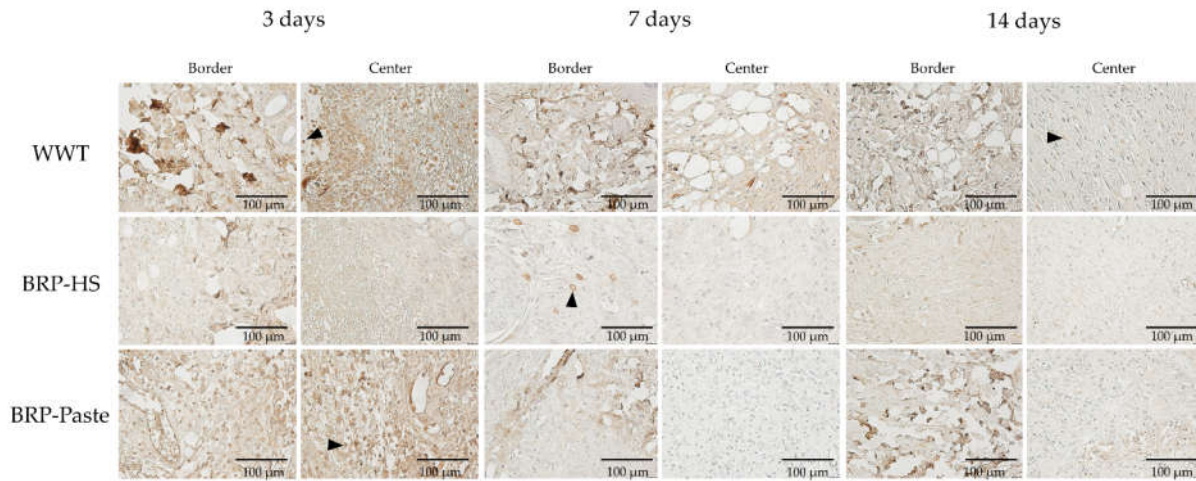 3 days 7 days 14 days
Border Center Border Center Border Center
WWT
100 µm 100 µm 100 µm 100 µm 100 µm 100 µm
BRP-HS
100 µm 100 µm 100 µm 100 µm 100 µm 100 µm
BRP-Paste
100 µm 100 µm 100 µm 100 µm 100 µm 100 µm